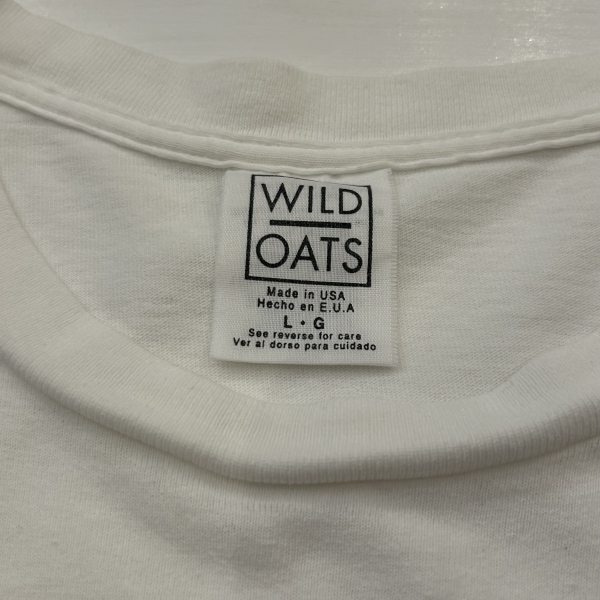 WILD
OATS
Made in USA
Hecho en E.U.A
L • G
See reverse for care
Ver al dorso para cuidado